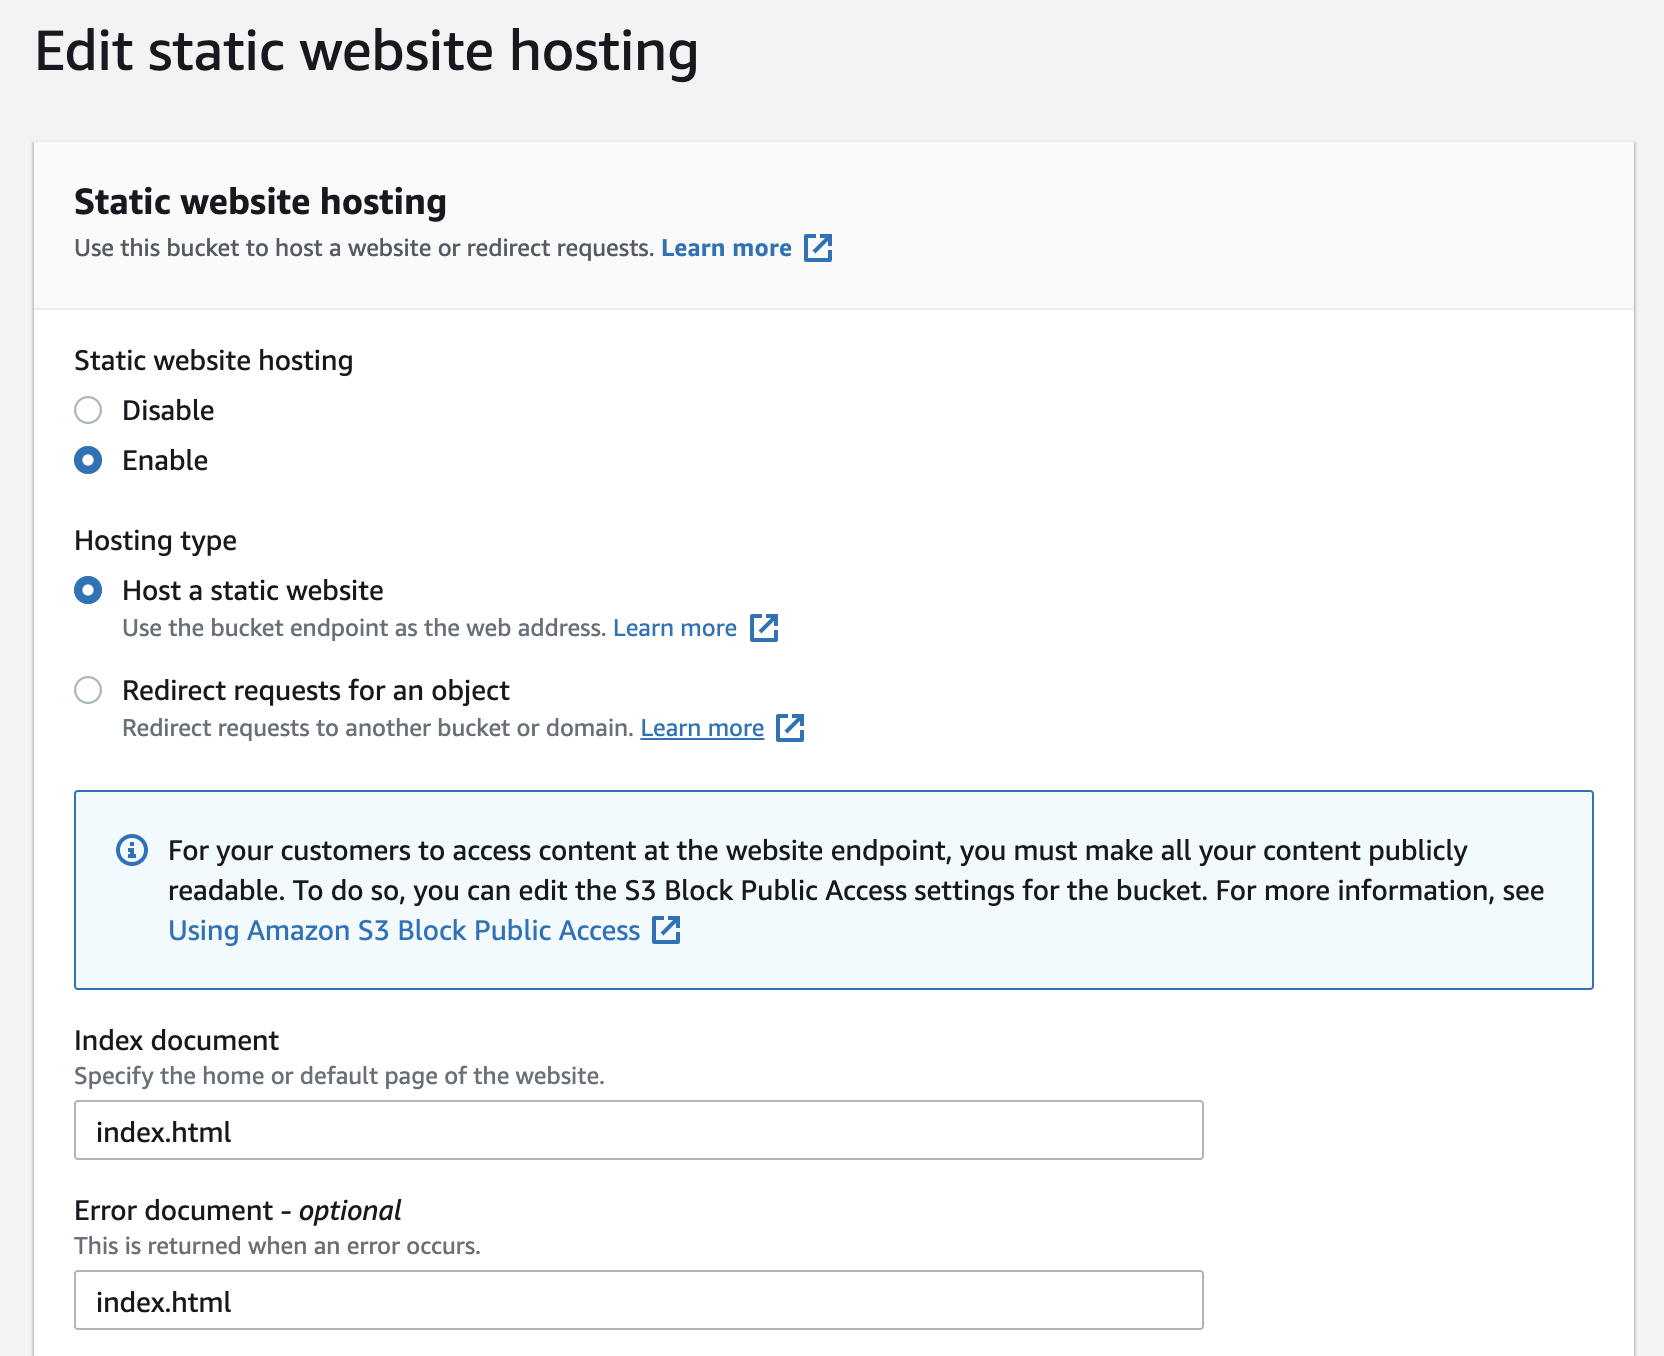 Edit static website hosting
Static website hosting
Use this bucket to host a website or redirect requests. Learn more
Static website hosting
Disable
Enable
Hosting type
Host a static website
Use the bucket endpoint as the web address. Learn more
Redirect requests for an object
Redirect requests to another bucket or domain. Learn more
For your customers to access content at the website endpoint, you must make all your content publicly
readable. To do so, you can edit the S3 Block Public Access settings for the bucket. For more information, see
Using Amazon S3 Block Public Access
Index document
Specify the home or default page of the website.
index.html
Error document - optional
This is returned when an error occurs.
index.html